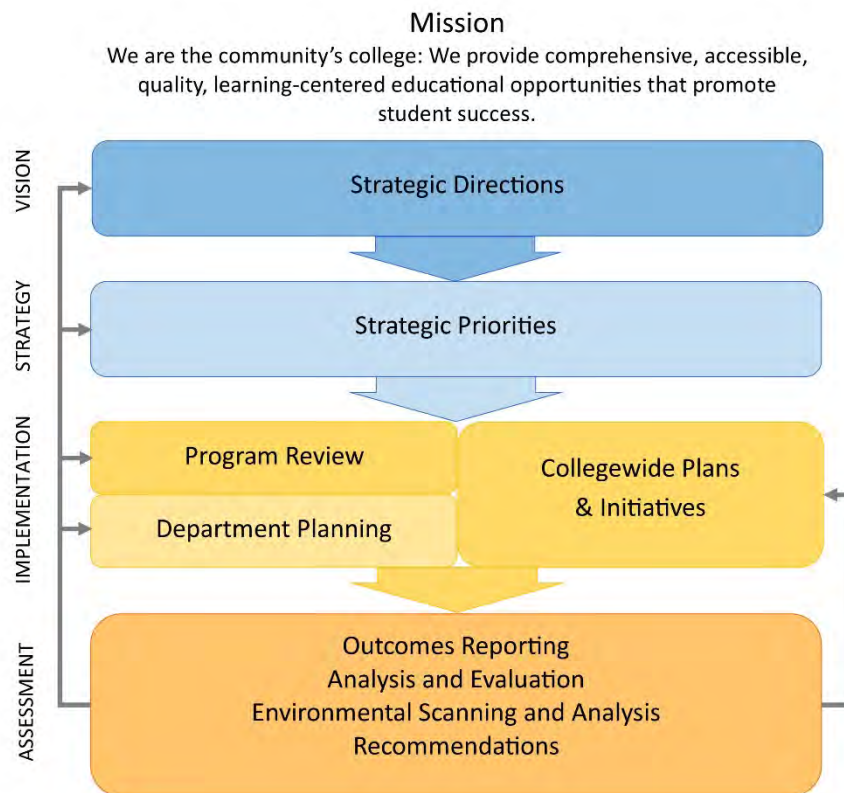 Mission
We are the community’s college: We provide comprehensive, accessible,
quality, learning-centered educational opportunities that promote
student success.
VISION
Strategic Directions
STRATEGY
Strategic Priorities
IMPLEMENTATION
Program Review
Department Planning
Collegewide Plans
& Initiatives
ASSESSMENT
Outcomes Reporting
Analysis and Evaluation
Environmental Scanning and Analysis
Recommendations